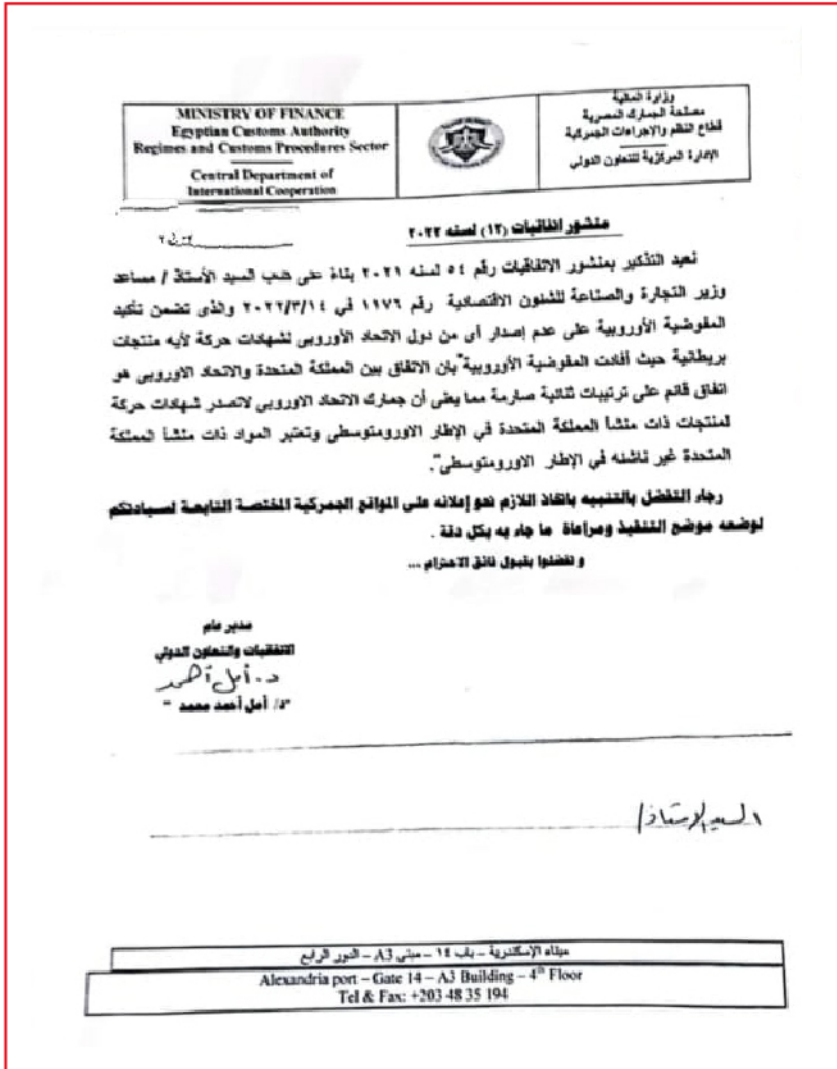 MINISTRY OF FINANCE
Egyptian Customs Authority
Regimes and Customs Procedures Sector
Central Department of
International Cooperation
وزارة المالية
مصلحة الجمارك المصرية
قطاع النظم والإجراءات الجمركية
الإدارة المركزية للتعاون الدولي
منشور اتفاقيات (١٢) لسنه ٢٠٢٢
نعيد التذكير بمنشور الاتفاقيات رقم ٥٤ لسنه ٢٠٢١ بناءً على طلب السيد الأستاذ / مساعد
وزير التجارة والصناعة للشئون الاقتصادية رقم ١١٧٦ في ٢٠٢٢/٣/١٤ والذى تضمن تأكيد
المفوضية الأوروبية على عدم إصدار أى من دول الاتحاد الأوروبى لشهادات حركة لأيه منتجات
بريطانية حيث أفادت المفوضية الأوروبية "بان الاتفاق بين المملكة المتحدة والاتحاد الاوروبى هو
اتفاق قائم على ترتيبات ثنائية صارمة مما يعنى أن جمارك الاتحاد الاوروبى لاتصدر شهادات حركة
لمنتجات ذات منشأ المملكة المتحدة في الإطار الاورومتوسطى وتعتبر المواد ذات منشأ المملكة
المتحدة غير ناشئه في الإطار الاورومتوسطى".
رجاء التفضل بالتنبيه باتخاذ اللازم نحو إعلانه على المواقع الجمركية المختصة التابعة لسيادتكم
لوضعه موضع التنفيذ ومراعاة ما جاء به بكل دقة .
و تفضلوا بقبول فائق الاحترام ...
مدير عام
الاتفاقيات والتعاون الدولي
د. أمل أحمد
د/ أمل أحمد محمد
السيد الاستاذ/
ميناء الإسكندرية – باب ١٤ – مبنى A3 – الدور الرابع
Alexandria port – Gate 14 – A3 Building – 4th Floor
Tel & Fax: +203 48 35 194